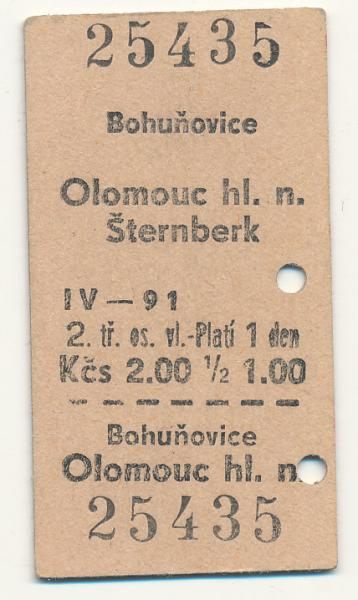 25435
Bohuňovice
Olomouc hl. n.
Šternberk
IV — 91
2. tř. os. vl.-Platí 1 den
Kčs 2.00 ½ 1.00
Bohuňovice
Olomouc hl. n.
25435